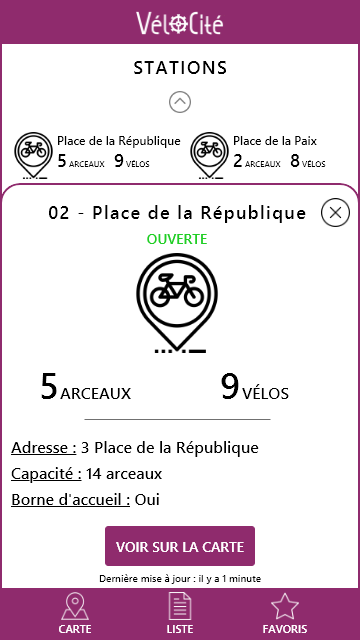 VéloCité
STATIONS
Place de la République
5 ARCEAUX 9 VÉLOS
Place de la Paix
2 ARCEAUX 8 VÉLOS
02 - Place de la République
OUVERTE
5 ARCEAUX 9 VÉLOS
Adresse : 3 Place de la République
Capacité : 14 arceaux
Borne d'accueil : Oui
VOIR SUR LA CARTE
Dernière mise à jour : il y a 1 minute
CARTE LISTE FAVORIS